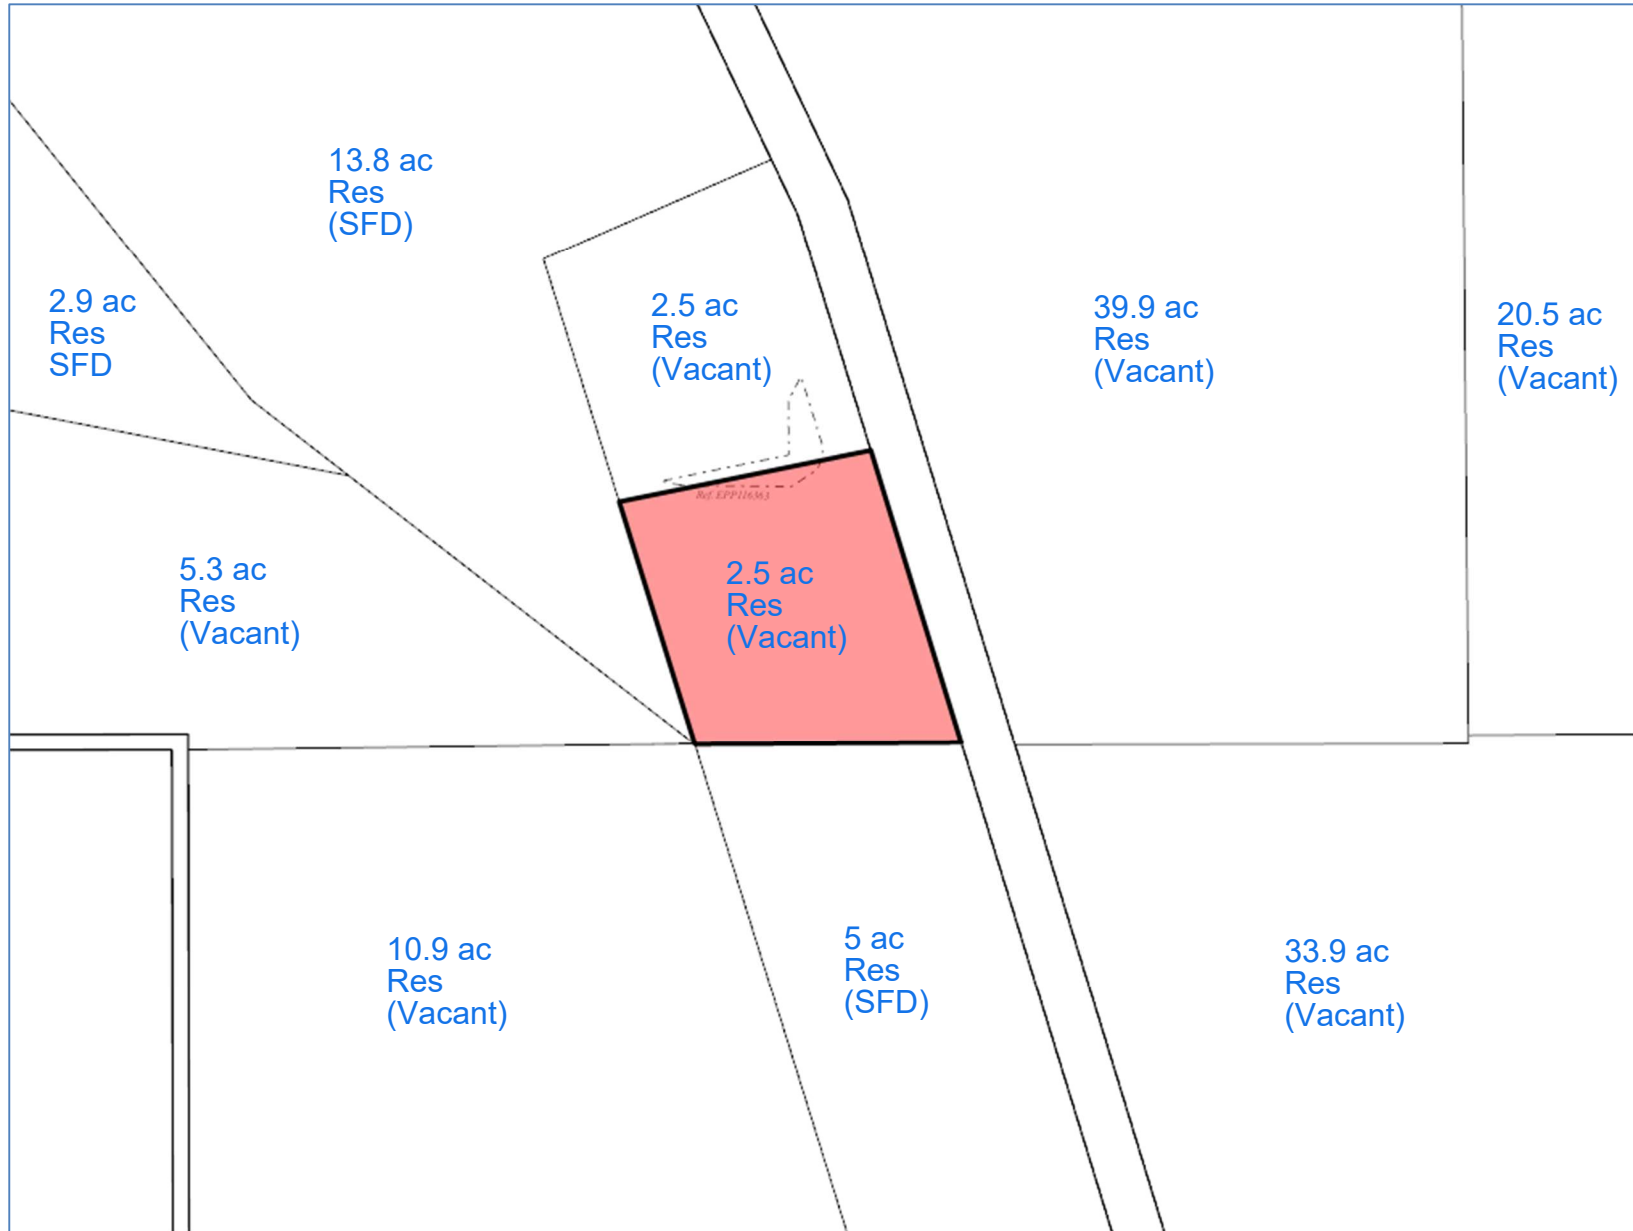 13.8 ac
Res
(SFD)
2.9 ac
Res
SFD
2.5 ac
Res
(Vacant)
39.9 ac
Res
(Vacant)
20.5 ac
Res
(Vacant)
Ref. EPP116363
5.3 ac
Res
(Vacant)
2.5 ac
Res
(Vacant)
10.9 ac
Res
(Vacant)
5 ac
Res
(SFD)
33.9 ac
Res
(Vacant)